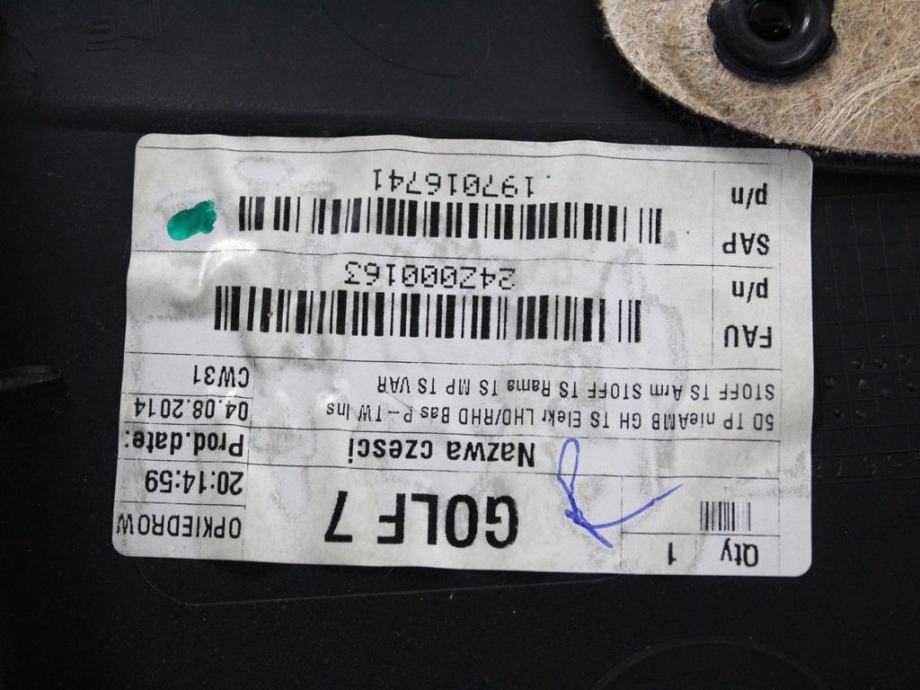 Qty 1
GOLF 7
OPKIEDROW
20:14:59
Nazwa czesci
Prod.date:
5D TP nieAMB GH TS Elekr LHD/RHD Bas P-TW Ins
04.08.2014
STOFF TS Arm STOFF TS Rama TS MP TS VAR
CW31
FAU
p/n
24Z000163
SAP
p/n
197016741